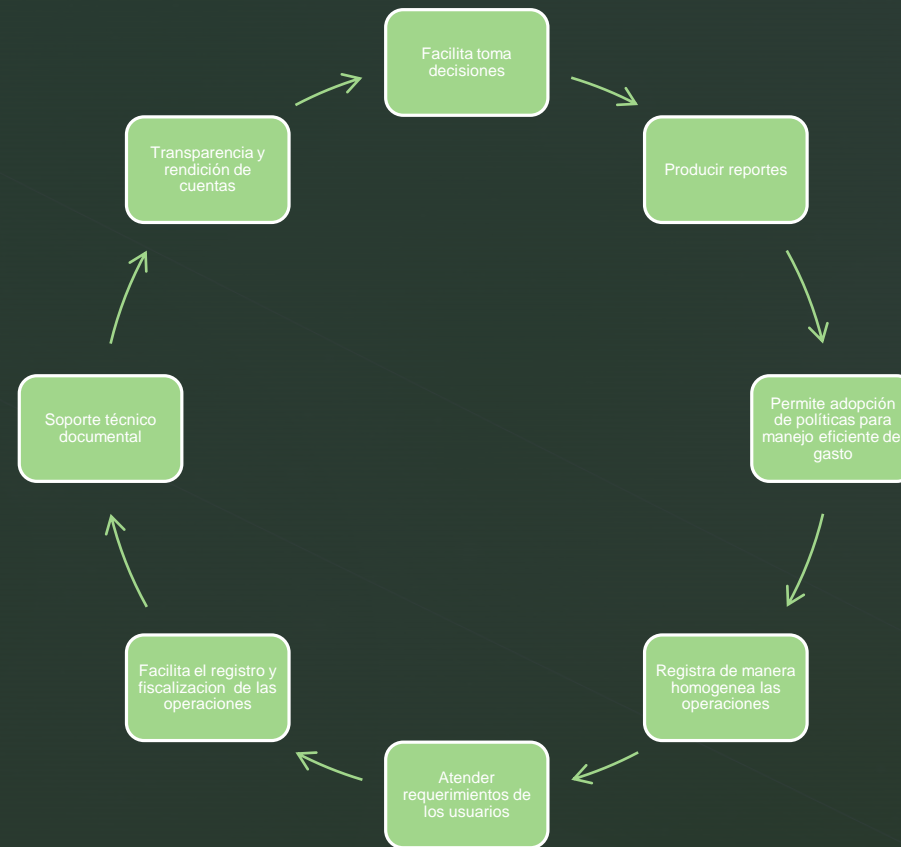 Facilita toma
decisiones
Producir reportes
Permite adopción
de políticas para
manejo eficiente de
gasto
Registra de manera
homogenea las
operaciones
Atender
requerimientos de
los usuarios
Facilita el registro y
fiscalizacion de las
operaciones
Soporte técnico
documental
Transparencia y
rendición de
cuentas